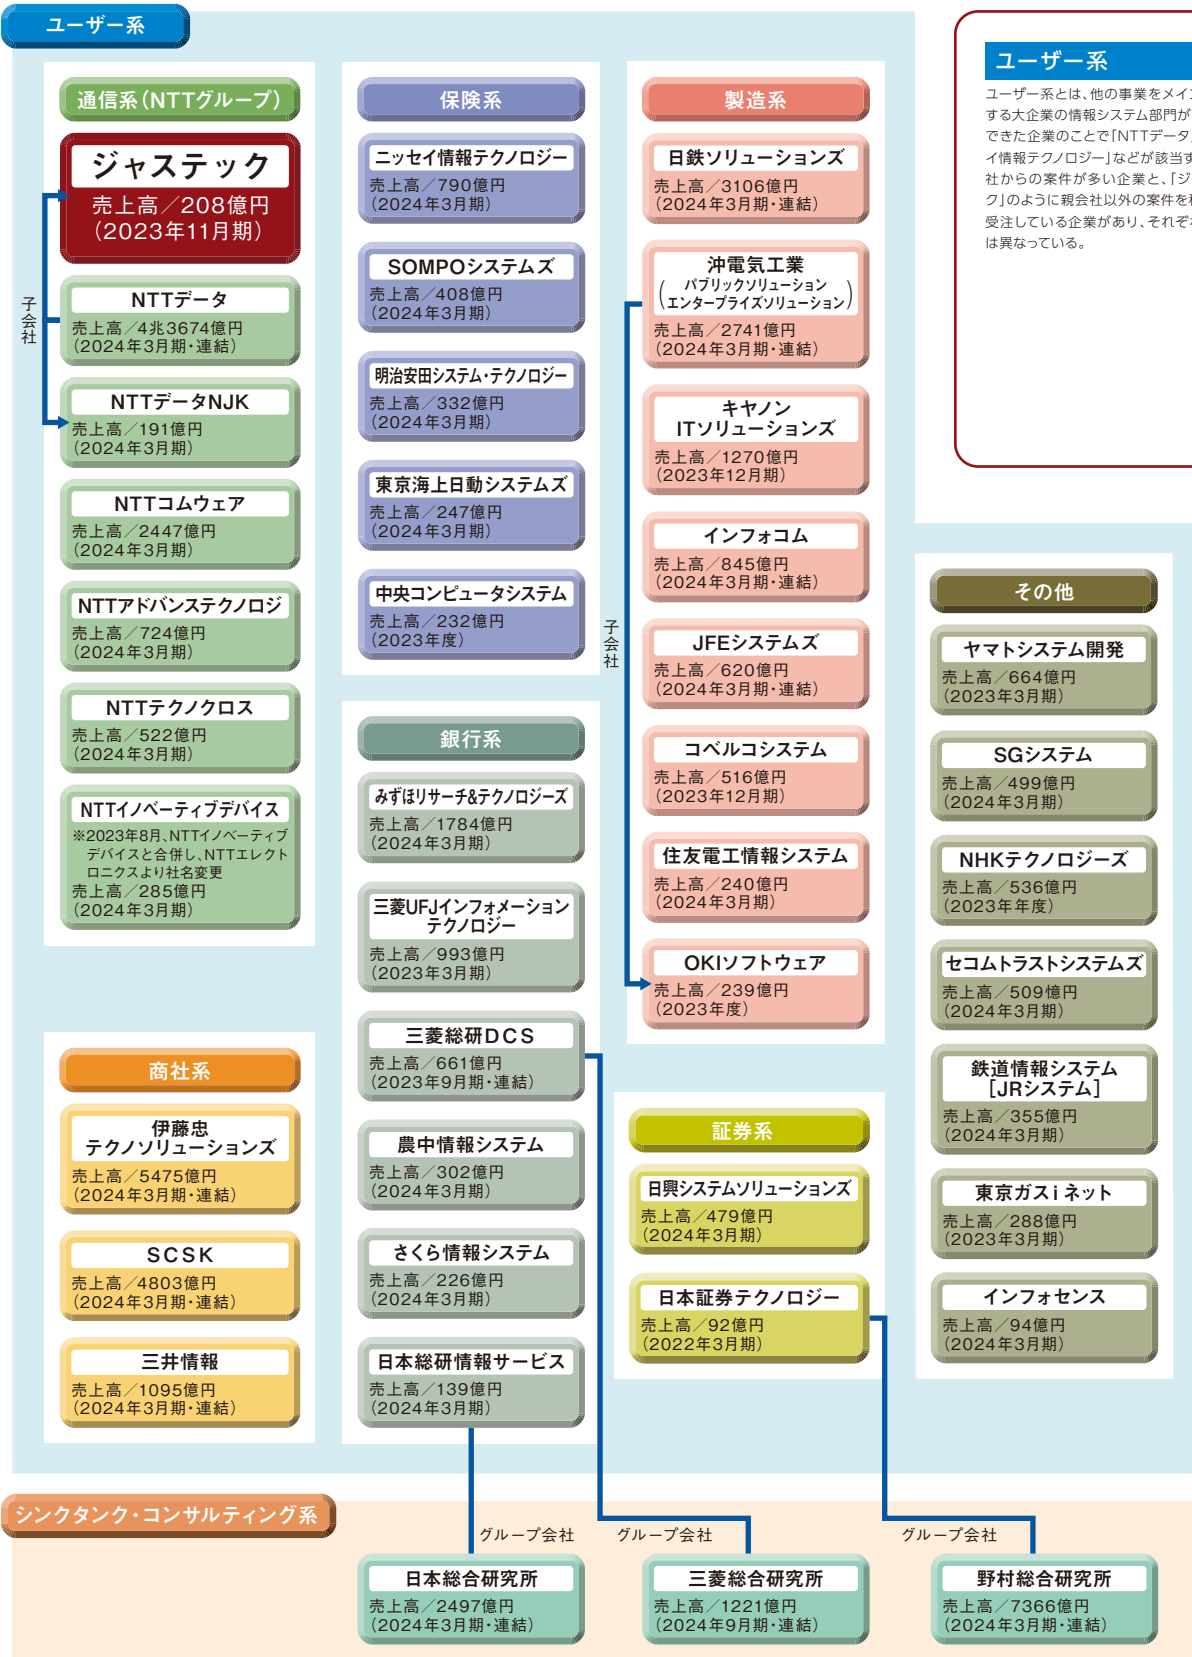 ユーザー系
通信系(NTTグループ)
ジャステック
売上高／208億円
(2023年11月期)
子会社
NTTデータ
売上高／4兆3674億円
(2024年3月期・連結)
NTTデータNJK
売上高／191億円
(2024年3月期)
NTTコムウェア
売上高／2447億円
(2024年3月期)
NTTアドバンステクノロジ
売上高／724億円
(2024年3月期)
NTTテクノクロス
売上高／522億円
(2024年3月期)
NTTイノベーティブデバイス
※2023年8月、NTTイノベーティブ
デバイスと合併し、NTTエレクト
ロニクスより社名変更
売上高／285億円
(2024年3月期)
商社系
伊藤忠
テクノソリューションズ
売上高／5475億円
(2024年3月期・連結)
SCSK
売上高／4803億円
(2024年3月期・連結)
三井情報
売上高／1095億円
(2024年3月期・連結)
保険系
ニッセイ情報テクノロジー
売上高／790億円
(2024年3月期)
SOMPOシステムズ
売上高／408億円
(2024年3月期)
明治安田システム・テクノロジー
売上高／332億円
(2024年3月期)
東京海上日動システムズ
売上高／247億円
(2024年3月期)
中央コンピュータシステム
売上高／232億円
(2023年度)
銀行系
みずほリサーチ&テクノロジーズ
売上高／1784億円
(2024年3月期)
三菱UFJインフォメーション
テクノロジー
売上高／993億円
(2023年3月期)
三菱総研DCS
売上高／661億円
(2023年9月期・連結)
農中情報システム
売上高／302億円
(2024年3月期)
さくら情報システム
売上高／226億円
(2024年3月期)
日本総研情報サービス
売上高／139億円
(2024年3月期)
製造系
日鉄ソリューションズ
売上高／3106億円
(2024年3月期・連結)
沖電気工業
(パブリックソリューション
エンタープライズソリューション)
売上高／2741億円
(2024年3月期・連結)
キヤノン
ITソリューションズ
売上高／1270億円
(2023年12月期)
インフォコム
売上高／845億円
(2024年3月期・連結)
子会社
JFEシステムズ
売上高／620億円
(2024年3月期・連結)
コベルコシステム
売上高／516億円
(2023年12月期)
住友電工情報システム
売上高／240億円
(2024年3月期)
OKIソフトウェア
売上高／239億円
(2023年度)
証券系
日興システムソリューションズ
売上高／479億円
(2024年3月期)
日本証券テクノロジー
売上高／92億円
(2022年3月期)
ユーザー系
ユーザー系とは、他の事業をメイン
する大企業の情報システム部門が
できた企業のことで「NTTデータ」
イ情報テクノロジー」などが該当す
社からの案件が多い企業と、「ジ
ク」のように親会社以外の案件を積
受注している企業があり、それぞれ
は異なっている。
その他
ヤマトシステム開発
売上高／664億円
(2023年3月期)
SGシステム
売上高／499億円
(2024年3月期)
NHKテクノロジーズ
売上高／536億円
(2023年年度)
セコムトラストシステムズ
売上高／509憶円
(2024年3月期)
鉄道情報システム
[JRシステム]
売上高／355億円
(2024年3月期)
東京ガスiネット
売上高／288億円
(2023年3月期)
インフォセンス
売上高／94億円
(2024年3月期)
シンクタンク・コンサルティング系
グループ会社
日本総合研究所
売上高／2497億円
(2024年3月期・連結)
グループ会社
三菱総合研究所
売上高／1221億円
(2024年9月期・連結)
グループ会社
野村総合研究所
売上高／7366億円
(2024年3月期・連結)